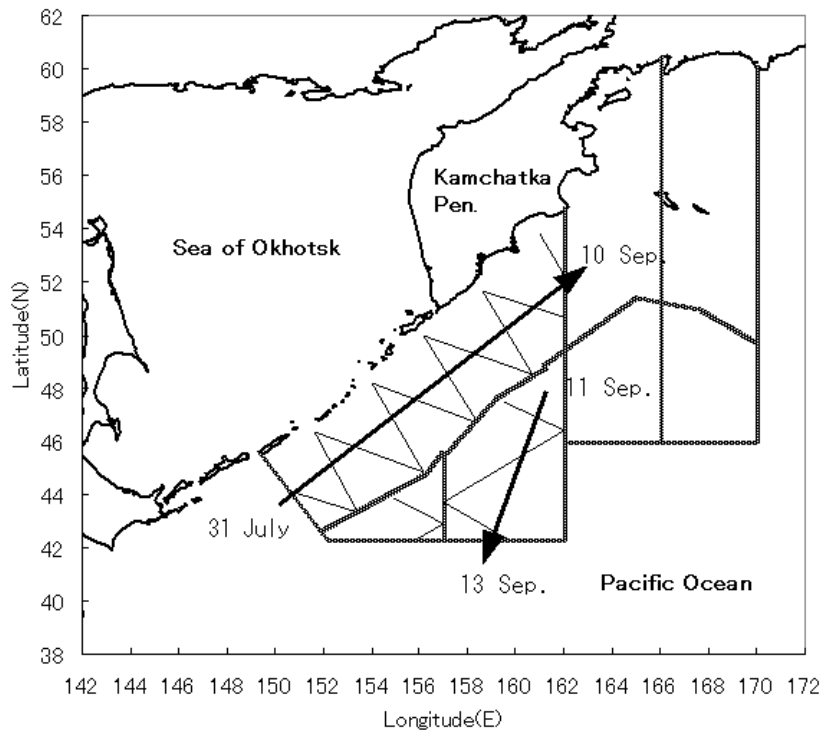 62
60
58
56
54
52
50
48
46
44
42
40
38
Latitude(N)
Kamchatka
Pen.
Sea of Okhotsk
10 Sep.
11 Sep.
31 July
13 Sep.
Pacific Ocean
142 144 146 148 150 152 154 156 158 160 162 164 166 168 170 172
Longitude(E)